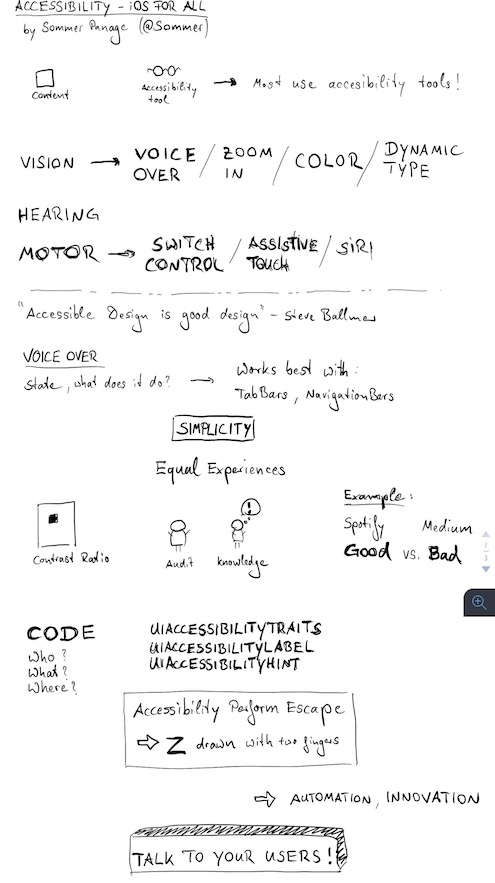 ACCESSIBILITY - iOS FOR ALL
by Sommer Panage (@Sommer)
Content
Accessibility tool → Most use accesibility tools!
VISION → VOICE OVER / ZOOM IN / COLOR / DYNAMIC TYPE
HEARING
MOTOR → SWITCH CONTROL / ASSISTIVE TOUCH / SIRI
"Accessible Design is good design" - Steve Ballmer
VOICE OVER
State, what does it do? → Works best with:
TabBars, NavigationBars
SIMPLICITY
Equal Experiences
Example:
Spotify Medium
Good vs. Bad
Contrast Radio
Audit
knowledge
1/3
CODE
Who?
What?
Where?
UIACCESSIBILITYTRAITS
UIACCESSIBILITYLABEL
UIACCESSIBILITYHINT
Accessibility Perform Escape
⇒ Z drawn with two fingers
⇒ AUTOMATION, INNOVATION
TALK TO YOUR USERS!